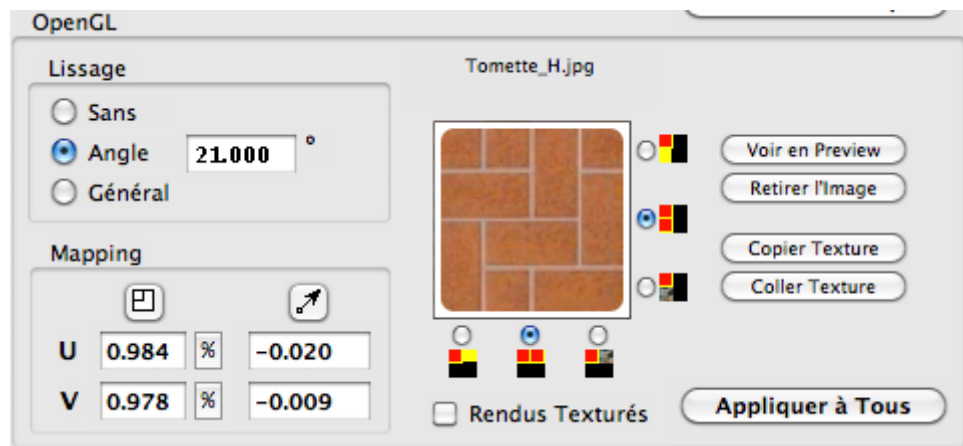 OpenGL
Lissage
Sans
Angle 21.000 °
Général
Mapping
U 0.984 % -0.020
V 0.978 % -0.009
Tomette_H.jpg
Voir en Preview
Retirer l'Image
Copier Texture
Coller Texture
Rendus Texturés
Appliquer à Tous